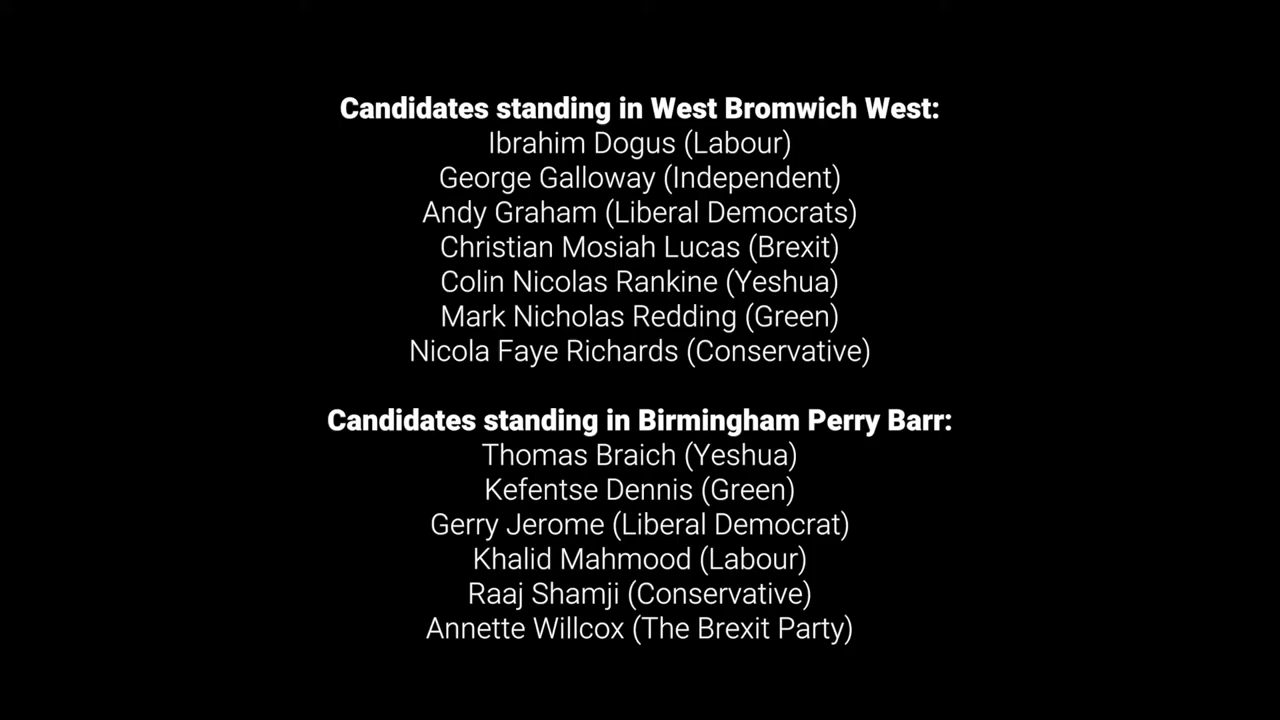 Candidates standing in West Bromwich West:
Ibrahim Dogus (Labour)
George Galloway (Independent)
Andy Graham (Liberal Democrats)
Christian Mosiah Lucas (Brexit)
Colin Nicolas Rankine (Yeshua)
Mark Nicholas Redding (Green)
Nicola Faye Richards (Conservative)
Candidates standing in Birmingham Perry Barr:
Thomas Braich (Yeshua)
Kefentse Dennis (Green)
Gerry Jerome (Liberal Democrat)
Khalid Mahmood (Labour)
Raaj Shamji (Conservative)
Annette Willcox (The Brexit Party)